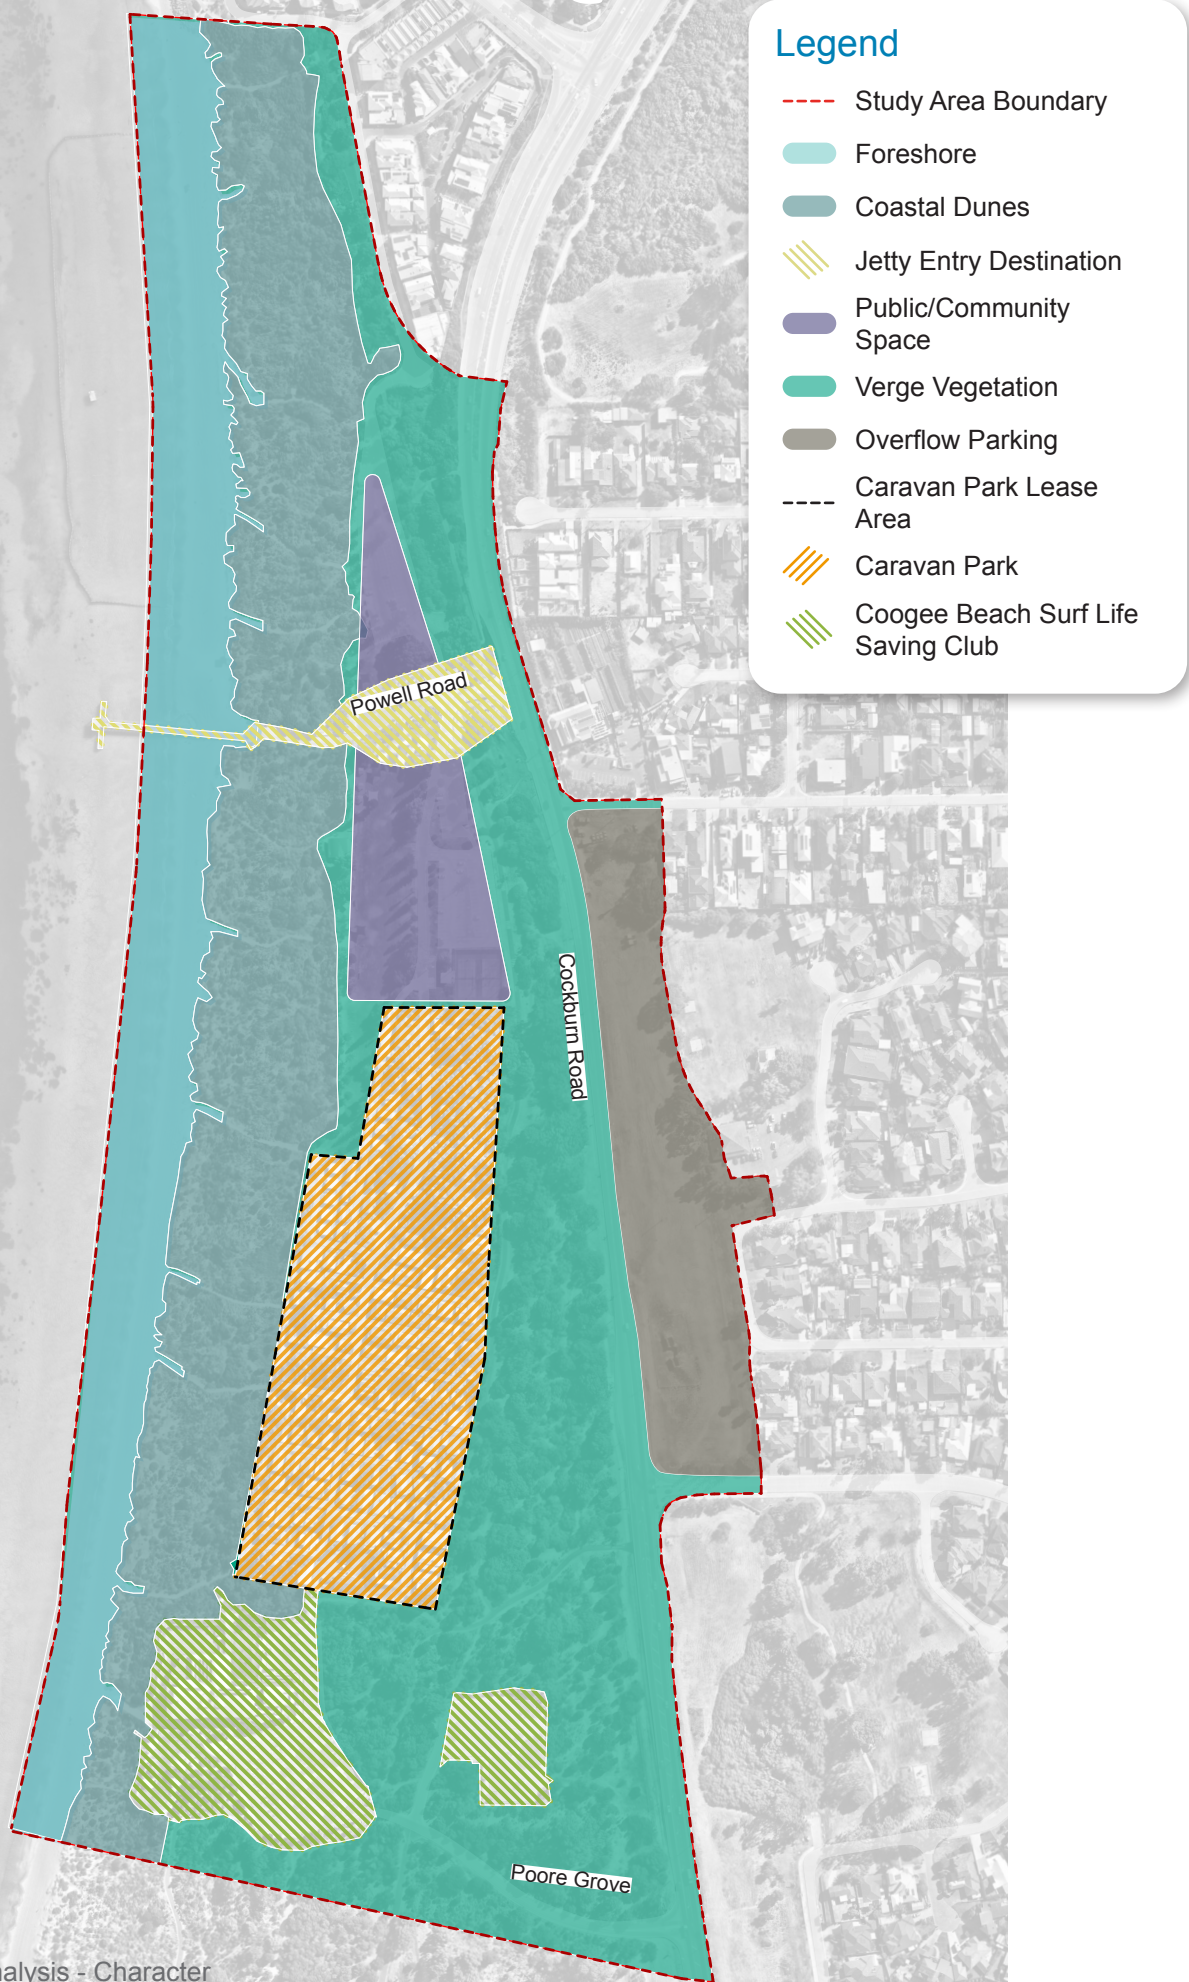 Legend
Study Area Boundary
Foreshore
Coastal Dunes
Jetty Entry Destination
Public/Community
Space
Verge Vegetation
Overflow Parking
Caravan Park Lease
Area
Caravan Park
Coogee Beach Surf Life
Saving Club
Powell Road
Cockburn Road
Poore Grove
- Character